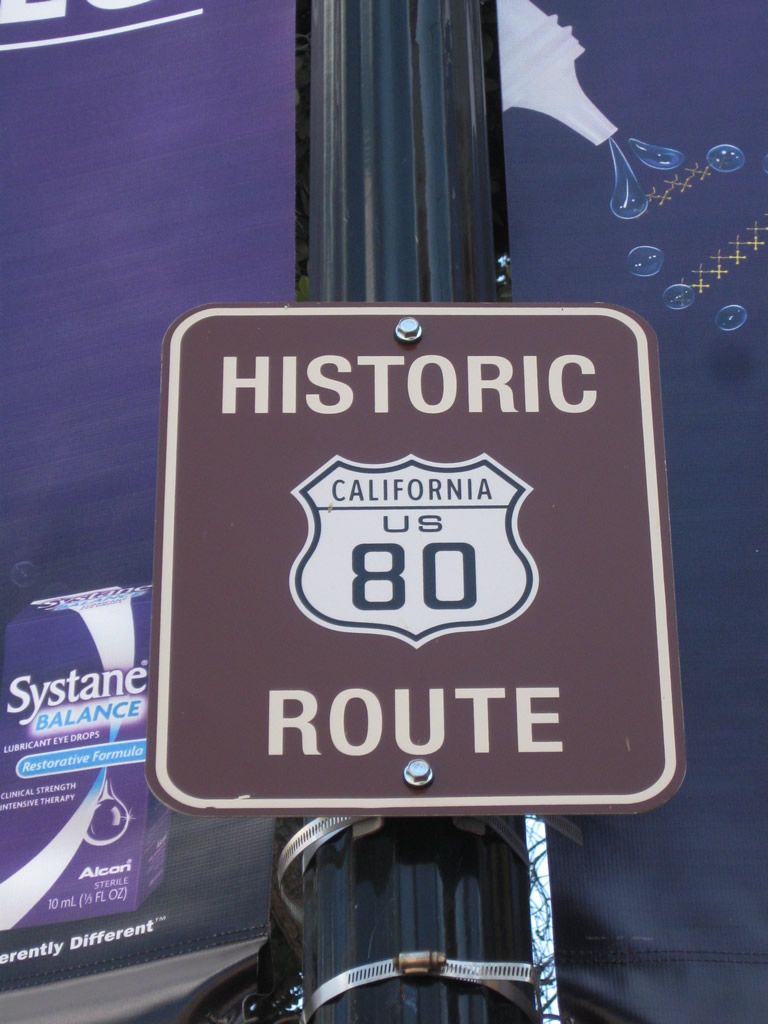 HISTORIC
CALIFORNIA
US
80
ROUTE
Systane®
BALANCE
LUBRICANT EYE DROPS
Restorative Formula
CLINICAL STRENGTH
INTENSIVE THERAPY
Alcon®
STERILE
10 mL (⅓ FL OZ)
erently Different™